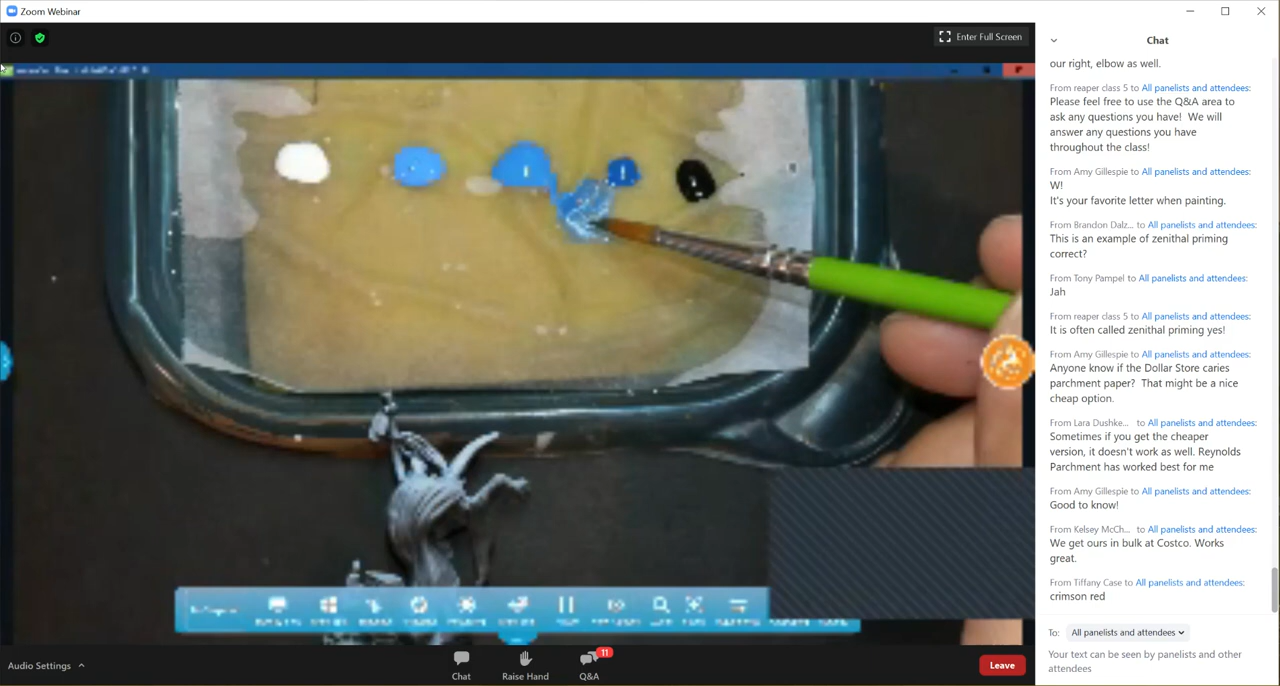 Zoom Webinar
Enter Full Screen
Chat
our right, elbow as well.
From reaper class 5 to All panelists and attendees:
Please feel free to use the Q&A area to
ask any questions you have!  We will
answer any questions you have
throughout the class!
From Amy Gillespie to All panelists and attendees:
W!
It's your favorite letter when painting.
From Brandon Dalz... to All panelists and attendees:
This is an example of zenithal priming
correct?
From Tony Pampel to All panelists and attendees:
Jah
From reaper class 5 to All panelists and attendees:
It is often called zenithal priming yes!
From Amy Gillespie to All panelists and attendees:
Anyone know if the Dollar Store caries
parchment paper?  That might be a nice
cheap option.
From Lara Dushke... to All panelists and attendees:
Sometimes if you get the cheaper
version, it doesn't work as well. Reynolds
Parchment has worked best for me
From Amy Gillespie to All panelists and attendees:
Good to know!
From Kelsey McCh... to All panelists and attendees:
We get ours in bulk at Costco. Works
great.
From Tiffany Case to All panelists and attendees:
crimson red
To: All panelists and attendees
Your text can be seen by panelists and other
attendees
Audio Settings
Chat
Raise Hand
11
Q&A
Leave